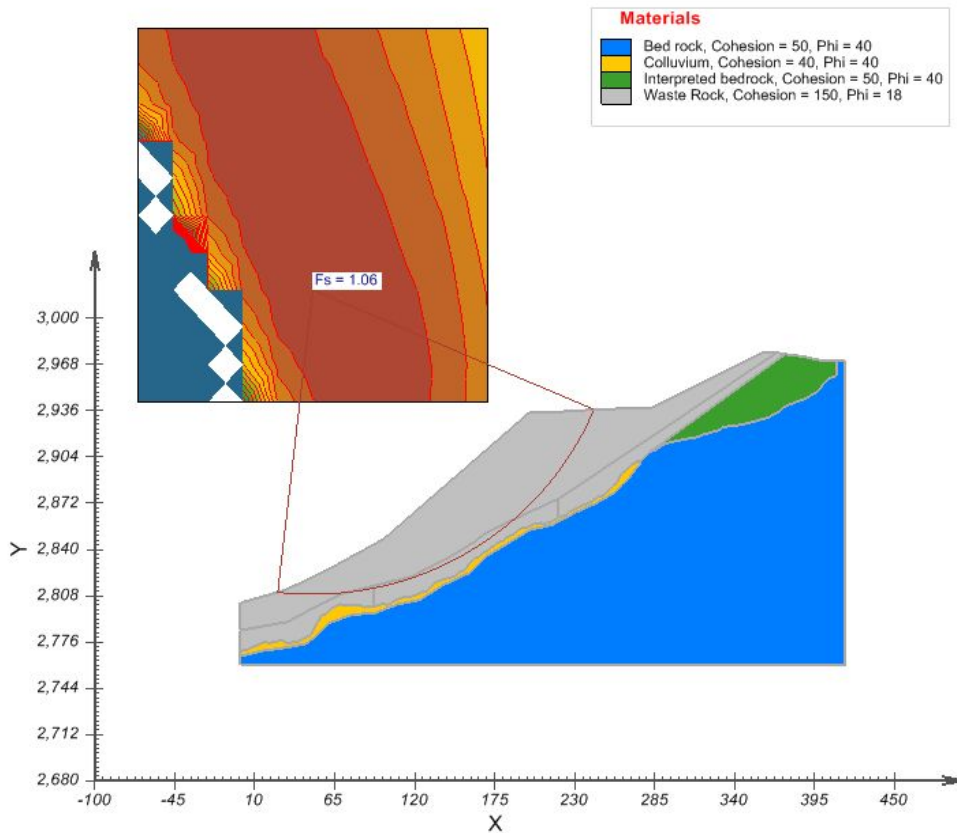 Materials
Bed rock, Cohesion = 50, Phi = 40
Colluvium, Cohesion = 40, Phi = 40
Interpreted bedrock, Cohesion = 50, Phi = 40
Waste Rock, Cohesion = 150, Phi = 18
Fs = 1.06
Y
3,000
2,968
2,936
2,904
2,872
2,840
2,808
2,776
2,744
2,712
2,680
-100 -45 10 65 120 175 230 285 340 395 450
X